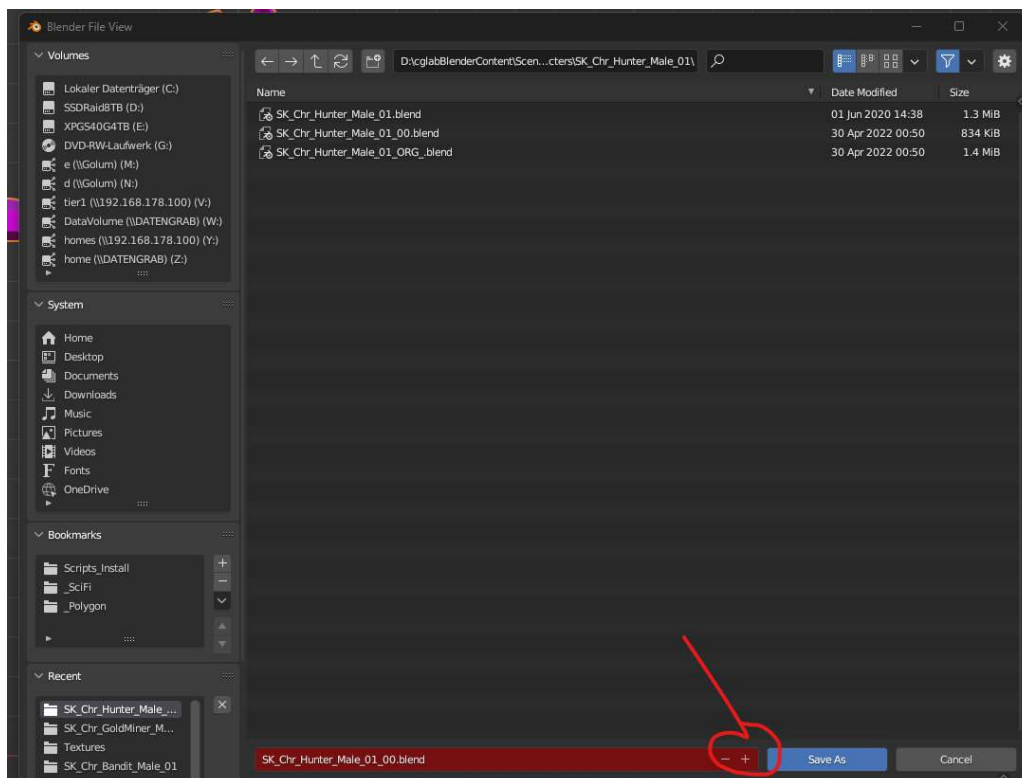 Blender File View
Volumes
Lokaler Datenträger (C:)
SSDRaid8TB (D:)
XPGS40G4TB (E:)
DVD-RW-Laufwerk (G:)
e (\\Golum) (M:)
d (\\Golum) (N:)
tier1 (\\192.168.178.100) (V:)
DataVolume (\\DATENGRAB) (W:)
homes (\\192.168.178.100) (Y:)
home (\\DATENGRAB) (Z:)
System
Home
Desktop
Documents
Downloads
Music
Pictures
Videos
Fonts
OneDrive
Bookmarks
Scripts_Install
_SciFi
_Polygon
Recent
SK_Chr_Hunter_Male_...
SK_Chr_GoldMiner_M...
Textures
SK_Chr_Bandit_Male_01
D:\cglabBlenderContent\Scen...cters\SK_Chr_Hunter_Male_01\
Name Date Modified Size
SK_Chr_Hunter_Male_01.blend 01 Jun 2020 14:38 1.3 MiB
SK_Chr_Hunter_Male_01_00.blend 30 Apr 2022 00:50 834 KiB
SK_Chr_Hunter_Male_01_ORG_.blend 30 Apr 2022 00:50 1.4 MiB
SK_Chr_Hunter_Male_01_00.blend − + Save As Cancel